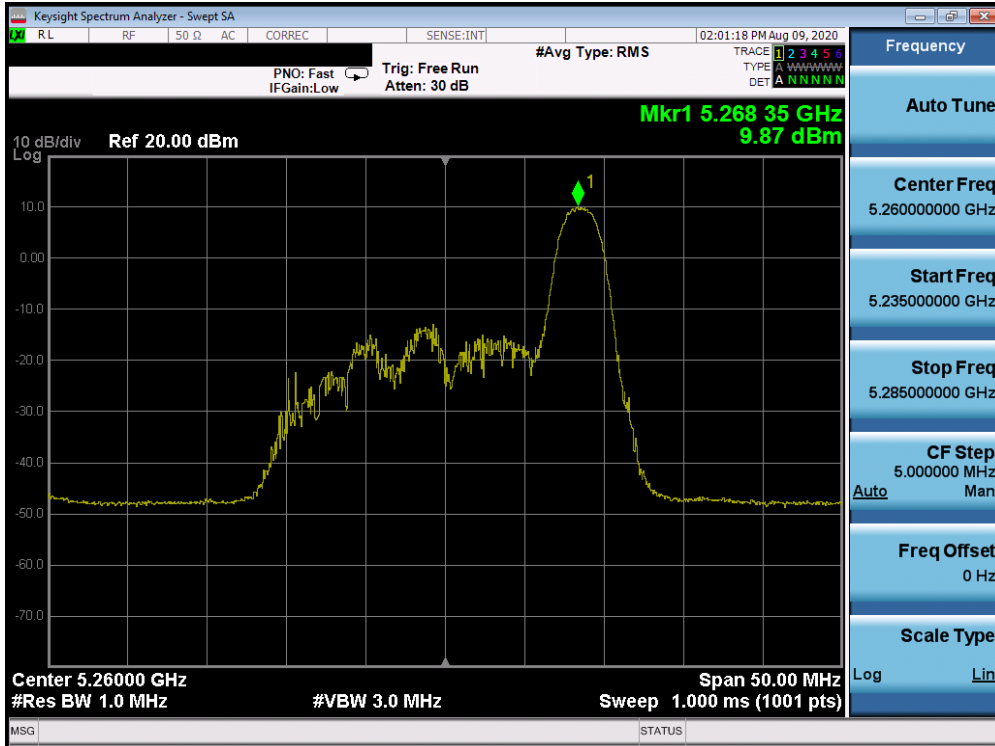 Keysight Spectrum Analyzer - Swept SA
LXI RL RF 50 Ω AC CORREC SENSE:INT 02:01:18 PM Aug 09, 2020
#Avg Type: RMS
TRACE 1 2 3 4 5 6
PNO: Fast Trig: Free Run TYPE A WWWWW
IFGain:Low Atten: 30 dB DET A N N N N N
Mkr1 5.268 35 GHz
9.87 dBm
10 dB/div Ref 20.00 dBm
Log
1
10.0
0.00
-10.0
-20.0
-30.0
-40.0
-50.0
-60.0
-70.0
Center 5.26000 GHz Span 50.00 MHz
#Res BW 1.0 MHz #VBW 3.0 MHz Sweep 1.000 ms (1001 pts)
MSG STATUS
Frequency
Auto Tune
Center Freq
5.260000000 GHz
Start Freq
5.235000000 GHz
Stop Freq
5.285000000 GHz
CF Step
5.000000 MHz
Auto Man
Freq Offset
0 Hz
Scale Type
Log Lin